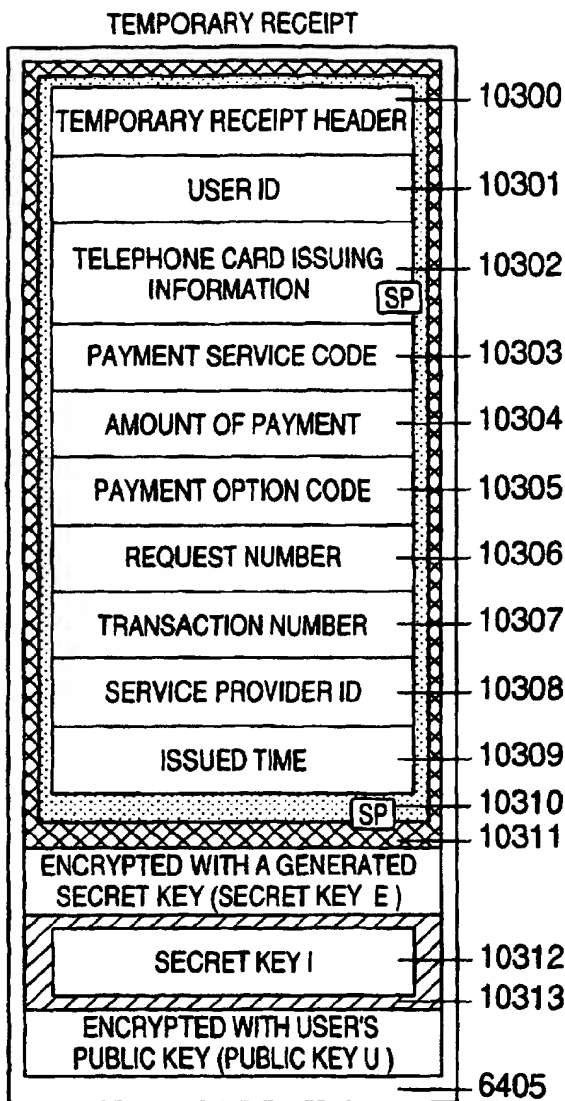 TEMPORARY RECEIPT
TEMPORARY RECEIPT HEADER
10300
USER ID
10301
TELEPHONE CARD ISSUING
INFORMATION
10302
SP
PAYMENT SERVICE CODE
10303
AMOUNT OF PAYMENT
10304
PAYMENT OPTION CODE
10305
REQUEST NUMBER
10306
TRANSACTION NUMBER
10307
SERVICE PROVIDER ID
10308
ISSUED TIME
10309
SP
10310
10311
ENCRYPTED WITH A GENERATED
SECRET KEY (SECRET KEY E)
SECRET KEY I
10312
10313
ENCRYPTED WITH USER'S
PUBLIC KEY (PUBLIC KEY U)
6405